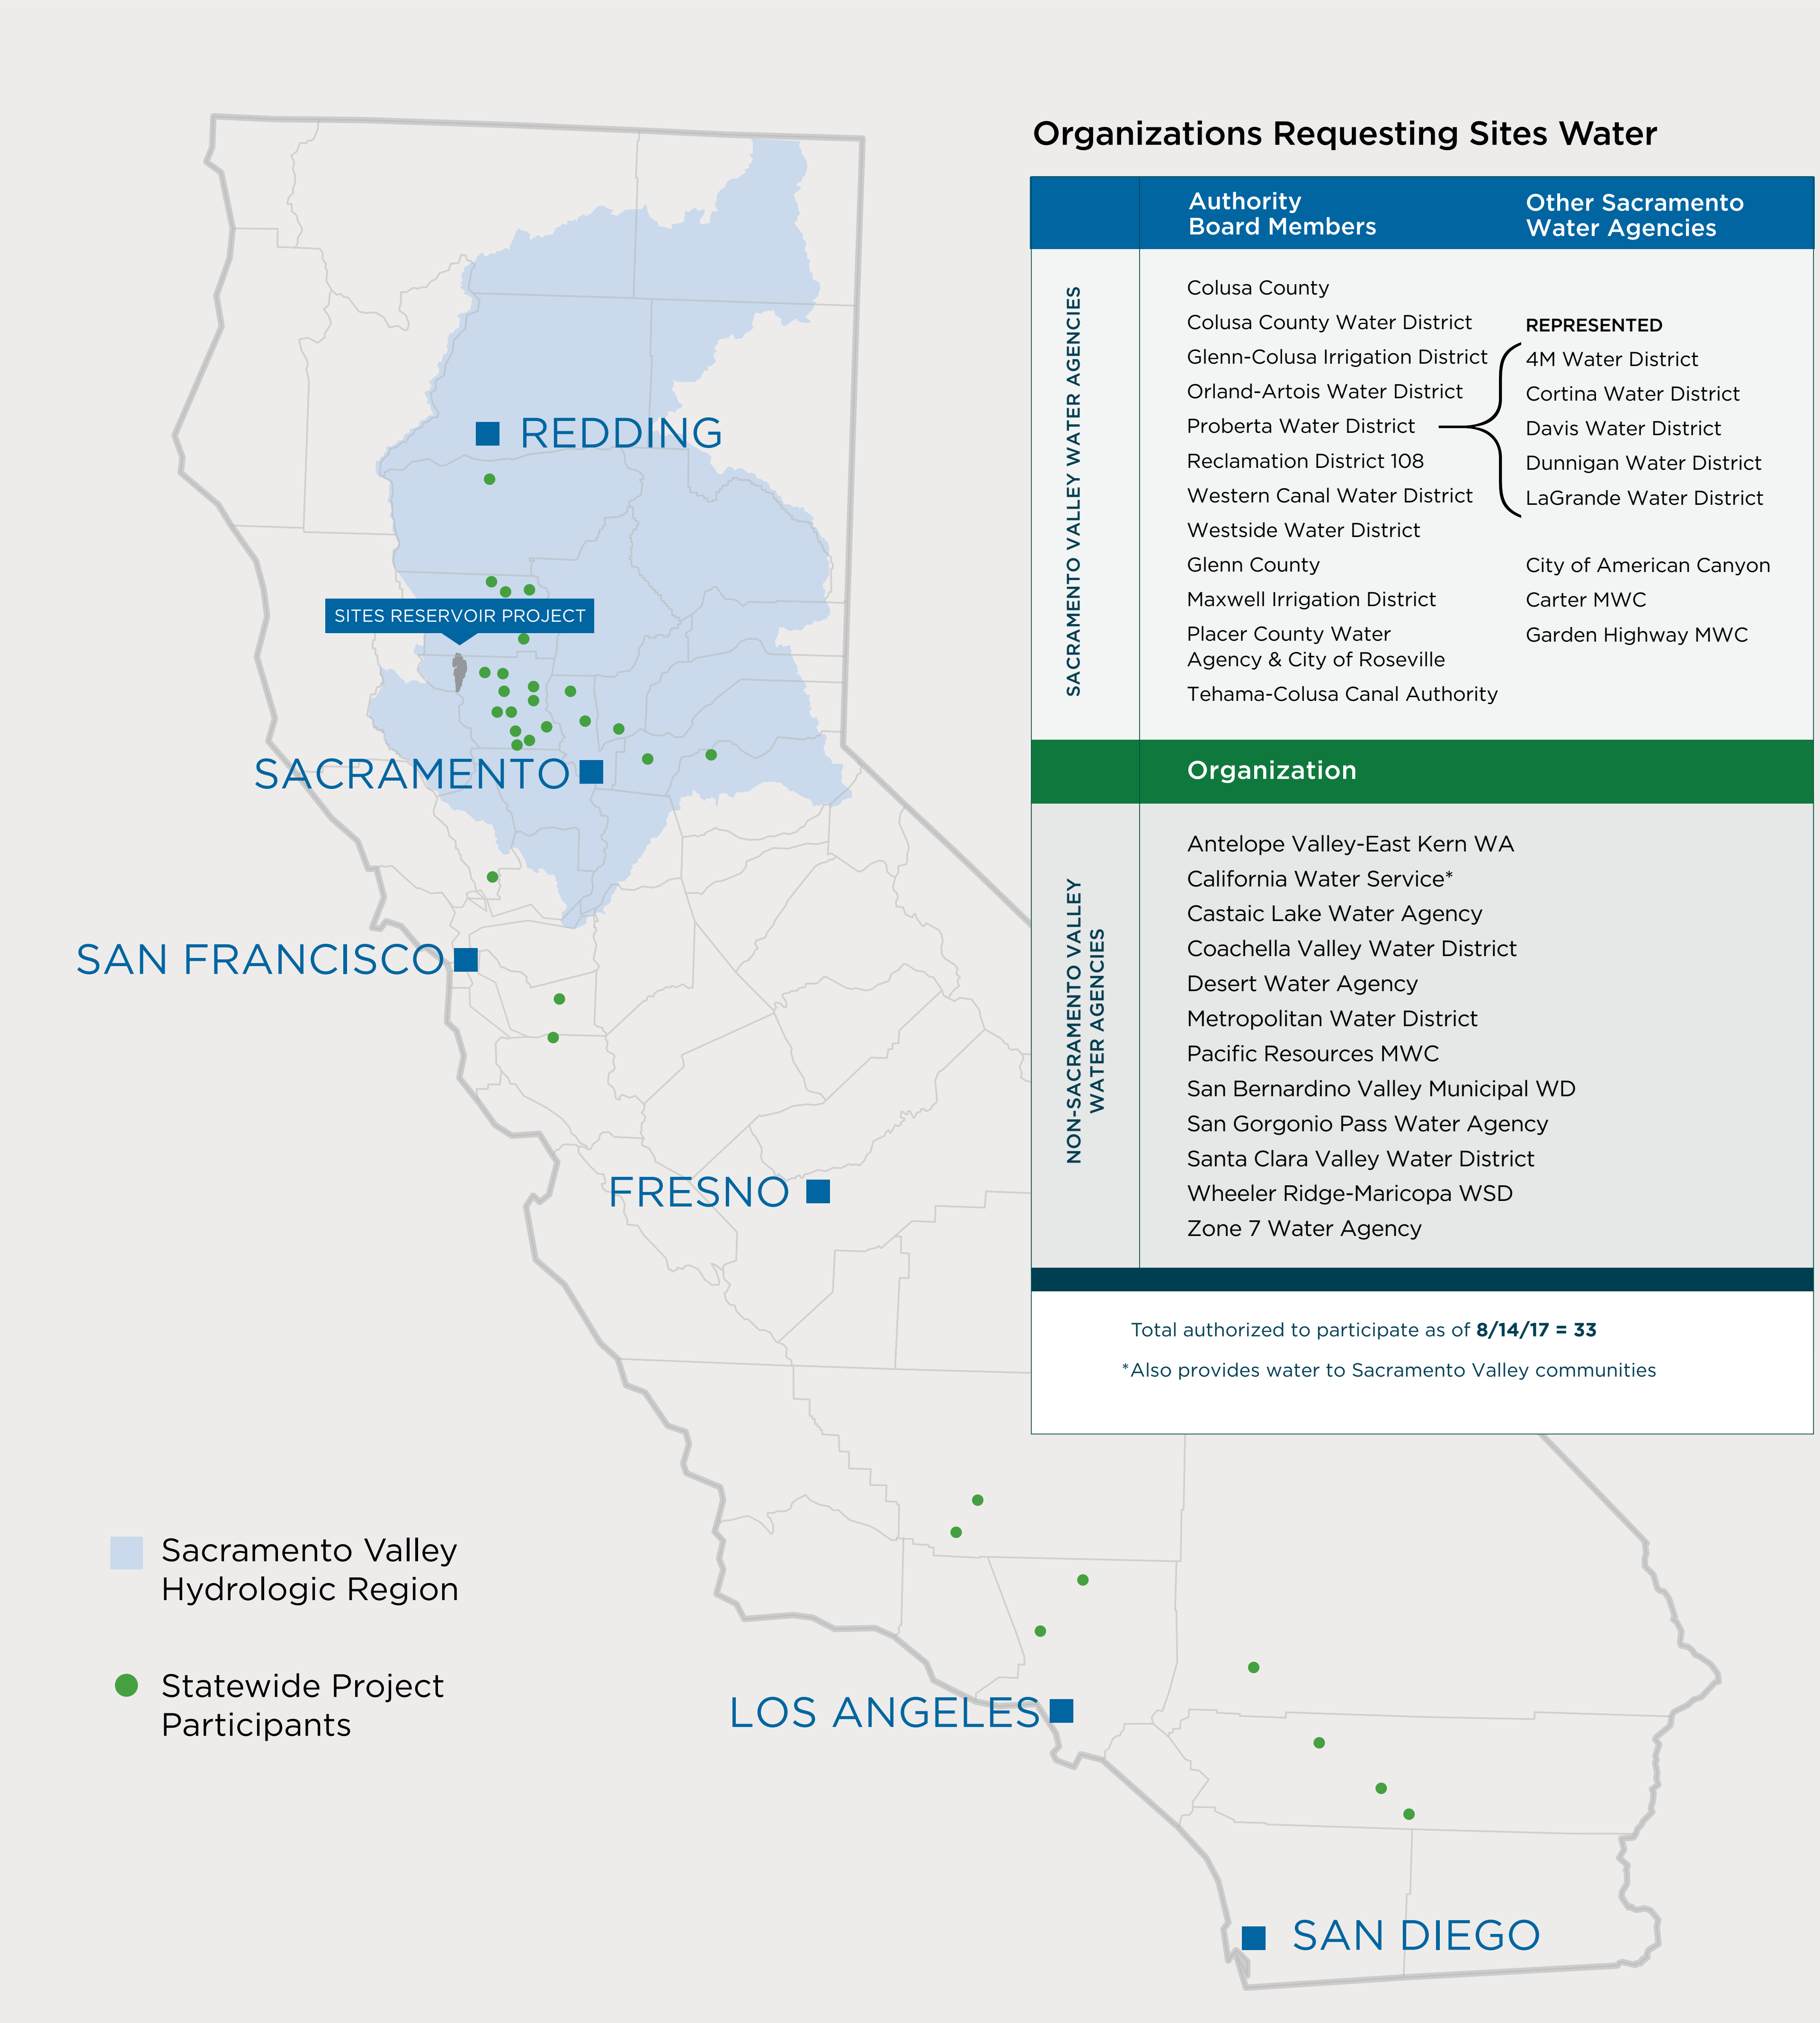 Organizations Requesting Sites Water
Authority
Board Members
Other Sacramento
Water Agencies
SACRAMENTO VALLEY WATER AGENCIES
Colusa County
Colusa County Water District
Glenn-Colusa Irrigation District
Orland-Artois Water District
Proberta Water District
Reclamation District 108
Western Canal Water District
Westside Water District
Glenn County
Maxwell Irrigation District
Placer County Water
Agency & City of Roseville
Tehama-Colusa Canal Authority
REPRESENTED
4M Water District
Cortina Water District
Davis Water District
Dunnigan Water District
LaGrande Water District
City of American Canyon
Carter MWC
Garden Highway MWC
Organization
NON-SACRAMENTO VALLEY
WATER AGENCIES
Antelope Valley-East Kern WA
California Water Service*
Castaic Lake Water Agency
Coachella Valley Water District
Desert Water Agency
Metropolitan Water District
Pacific Resources MWC
San Bernardino Valley Municipal WD
San Gorgonio Pass Water Agency
Santa Clara Valley Water District
Wheeler Ridge-Maricopa WSD
Zone 7 Water Agency
Total authorized to participate as of 8/14/17 = 33
*Also provides water to Sacramento Valley communities
REDDING
SITES RESERVOIR PROJECT
SACRAMENTO
SAN FRANCISCO
FRESNO
LOS ANGELES
SAN DIEGO
Sacramento Valley
Hydrologic Region
Statewide Project
Participants